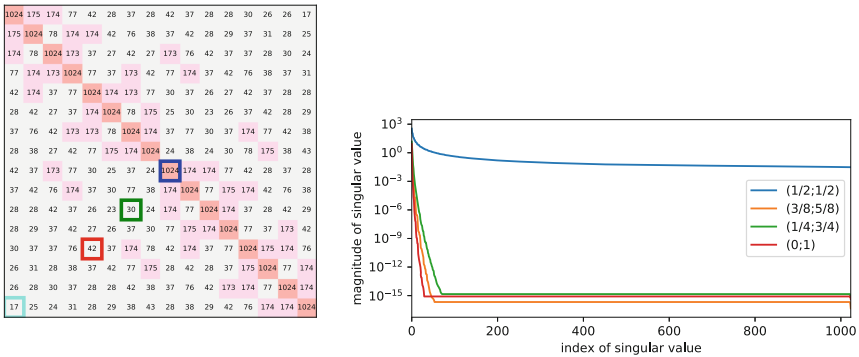 1024 175 174 77 42 28 37 28 42 37 28 28 30 26 26 17
175 1024 78 174 174 42 76 38 37 42 28 29 37 31 28 25
174 78 1024 173 37 27 42 27 173 76 42 37 37 28 30 24
77 174 173 1024 77 37 173 42 77 174 37 42 76 38 37 31
42 174 37 77 1024 174 173 37 30 30 26 23 42 37 38 28
28 42 27 37 174 1024 78 175 25 30 23 26 37 42 28 29
37 76 42 173 173 78 1024 174 37 77 30 37 174 77 42 38
28 38 27 42 37 175 174 1024 24 38 24 30 78 175 38 43
42 37 173 77 30 25 37 24 1024 174 174 77 42 28 77 28
37 42 76 174 30 30 77 38 174 1024 77 175 174 42 76 38
28 28 42 37 26 23 30 24 174 77 1024 174 37 28 173 29
28 29 37 42 23 26 37 30 77 175 174 1024 77 37 174 42
30 37 37 76 42 37 174 78 42 174 37 77 1024 175 174 76
26 31 28 38 37 42 77 175 28 42 28 37 175 1024 77 174
26 28 30 37 38 28 42 38 77 76 173 174 174 77 1024 174
17 25 24 31 28 29 38 43 28 38 29 42 76 174 174 1024
magnitude of singular value
10³
10⁰
10⁻³
10⁻⁶
10⁻⁹
10⁻¹²
10⁻¹⁵
(1/2;1/2)
(3/8;5/8)
(1/4;3/4)
(0;1)
0 200 400 600 800 1000
index of singular value